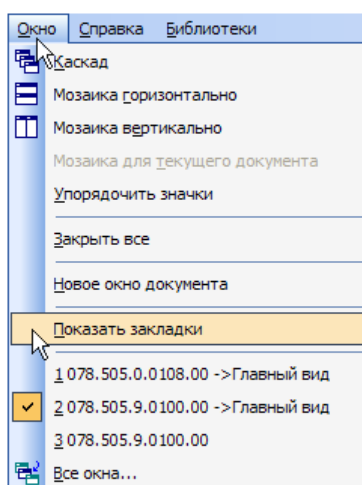 Окно Справка Библиотеки
Каскад
Мозаика горизонтально
Мозаика вертикально
Мозаика для текущего документа
Упорядочить значки
Закрыть все
Новое окно документа
Показать закладки
1 078.505.0.0108.00 ->Главный вид
2 078.505.9.0100.00 ->Главный вид
3 078.505.9.0100.00
Все окна...